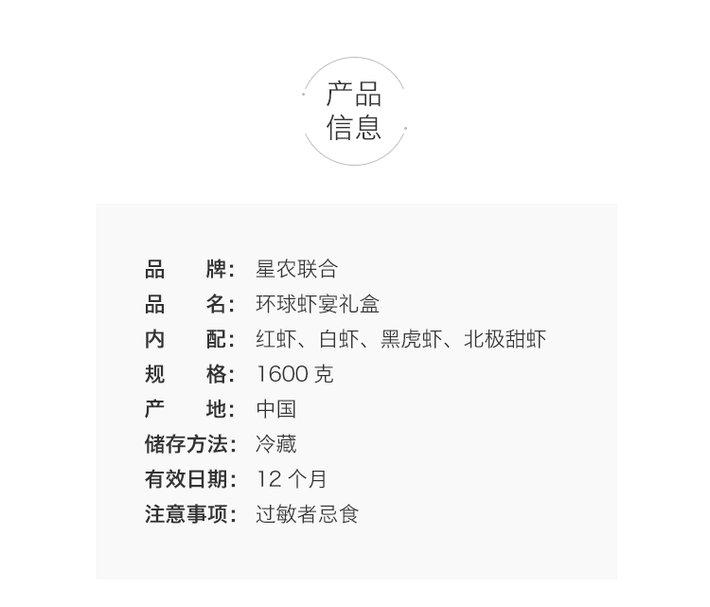 产品
信息
品 牌： 星农联合
品 名： 环球虾宴礼盒
内 配： 红虾、白虾、黑虎虾、北极甜虾
规 格： 1600 克
产 地： 中国
储存方法： 冷藏
有效日期： 12 个月
注意事项： 过敏者忌食